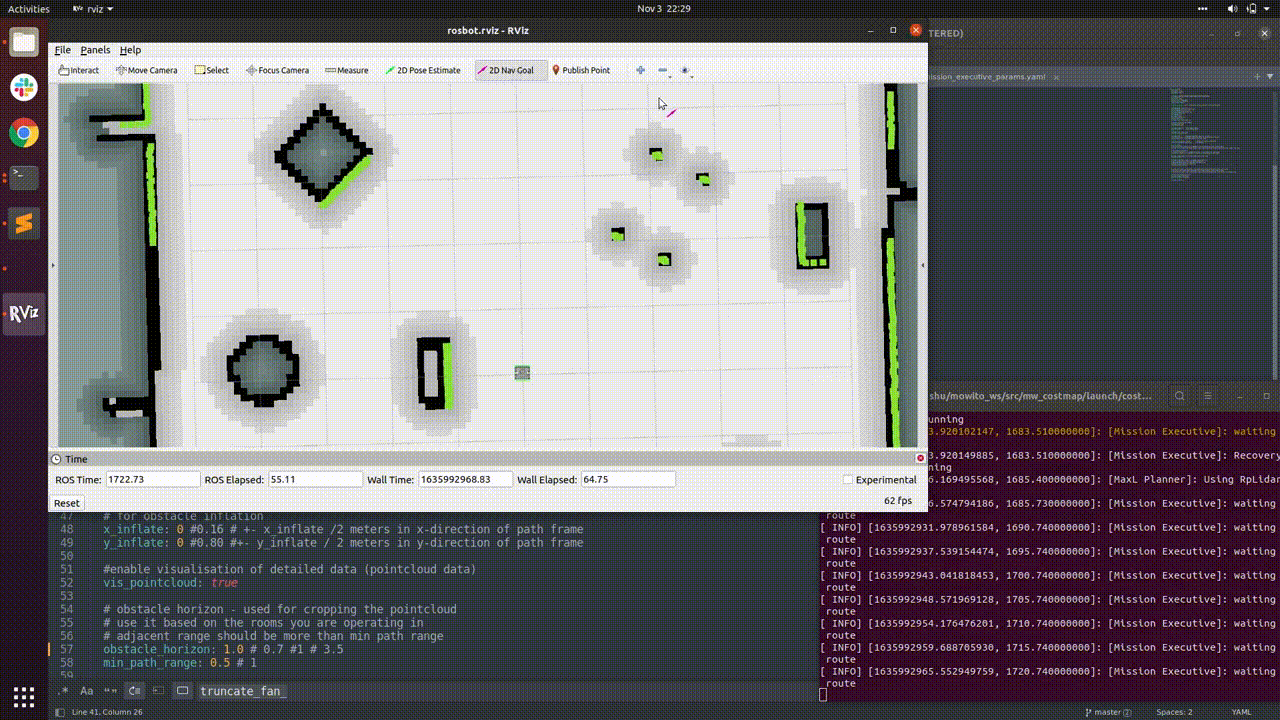 Activities
rviz
Nov 3 22:29
rosbot.rviz - RViz
TERED)
File Panels Help
Interact Move Camera Select Focus Camera Measure 2D Pose Estimate 2D Nav Goal Publish Point
mission_executive_params.yaml
RViz
shu/mowito_ws/src/mw_costmap/launch/cost...
unning
3.920102147, 1683.510000000]: [Mission Executive]: waiting
3.920149885, 1683.510000000]: [Mission Executive]: Recovery
ning
6.169495568, 1685.400000000]: [MaxL Planner]: Using RpLidar
6.574794186, 1685.730000000]: [Mission Executive]: waiting
route
[ INFO] [1635992931.978961584, 1690.740000000]: [Mission Executive]: waiting
route
[ INFO] [1635992937.539154474, 1695.740000000]: [Mission Executive]: waiting
route
[ INFO] [1635992943.041818453, 1700.740000000]: [Mission Executive]: waiting
route
[ INFO] [1635992948.571969128, 1705.740000000]: [Mission Executive]: waiting
route
[ INFO] [1635992954.176476201, 1710.740000000]: [Mission Executive]: waiting
route
[ INFO] [1635992959.688705930, 1715.740000000]: [Mission Executive]: waiting
route
[ INFO] [1635992965.552949759, 1720.740000000]: [Mission Executive]: waiting
route
Time
ROS Time: 1722.73 ROS Elapsed: 55.11 Wall Time: 1635992968.83 Wall Elapsed: 64.75 Experimental
Reset
62 fps
47 # for obstacle inflation
48 x_inflate: 0 #0.16 # +- x_inflate /2 meters in x-direction of path frame
49 y_inflate: 0 #0.80 #+- y_inflate / 2 meters in y-direction of path frame
50
51 #enable visualisation of detailed data (pointcloud data)
52 vis_pointcloud: true
53
54 # obstacle horizon - used for cropping the pointcloud
55 # use it based on the rooms you are operating in
56 # adjacent range should be more than min path range
57 obstacle_horizon: 1.0 # 0.7 #1 # 3.5
58 min_path_range: 0.5 # 1
59
.* Aa “”
truncate_fan_
Line 41, Column 26
master
Spaces: 2
YAML